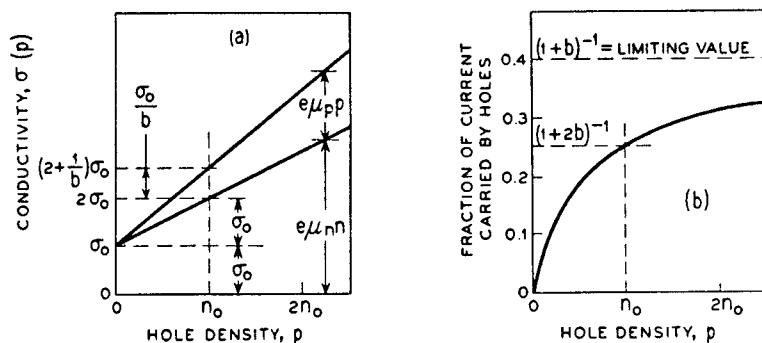 (a)
CONDUCTIVITY, σ (p)
σ₀/b
(2+1/b)σ₀
2σ₀
σ₀
0
eμₚp
eμₙn
σ₀
σ₀
0 n₀ 2n₀
HOLE DENSITY, p
(b)
FRACTION OF CURRENT
CARRIED BY HOLES
0.4
0.3
0.2
0.1
0
(1+b)⁻¹ = LIMITING VALUE
(1+2b)⁻¹
0 n₀ 2n₀
HOLE DENSITY, p